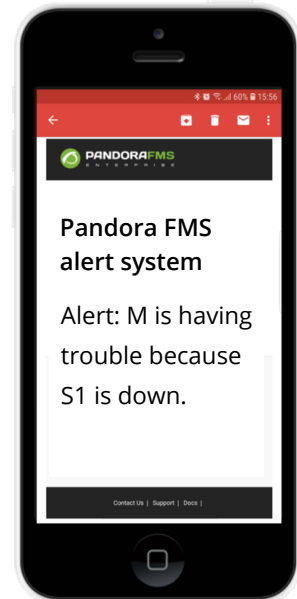 60% 15:56
PANDORAFMS
ENTERPRISE
Pandora FMS
alert system
Alert: M is having
trouble because
S1 is down.
Contact Us | Support | Docs |